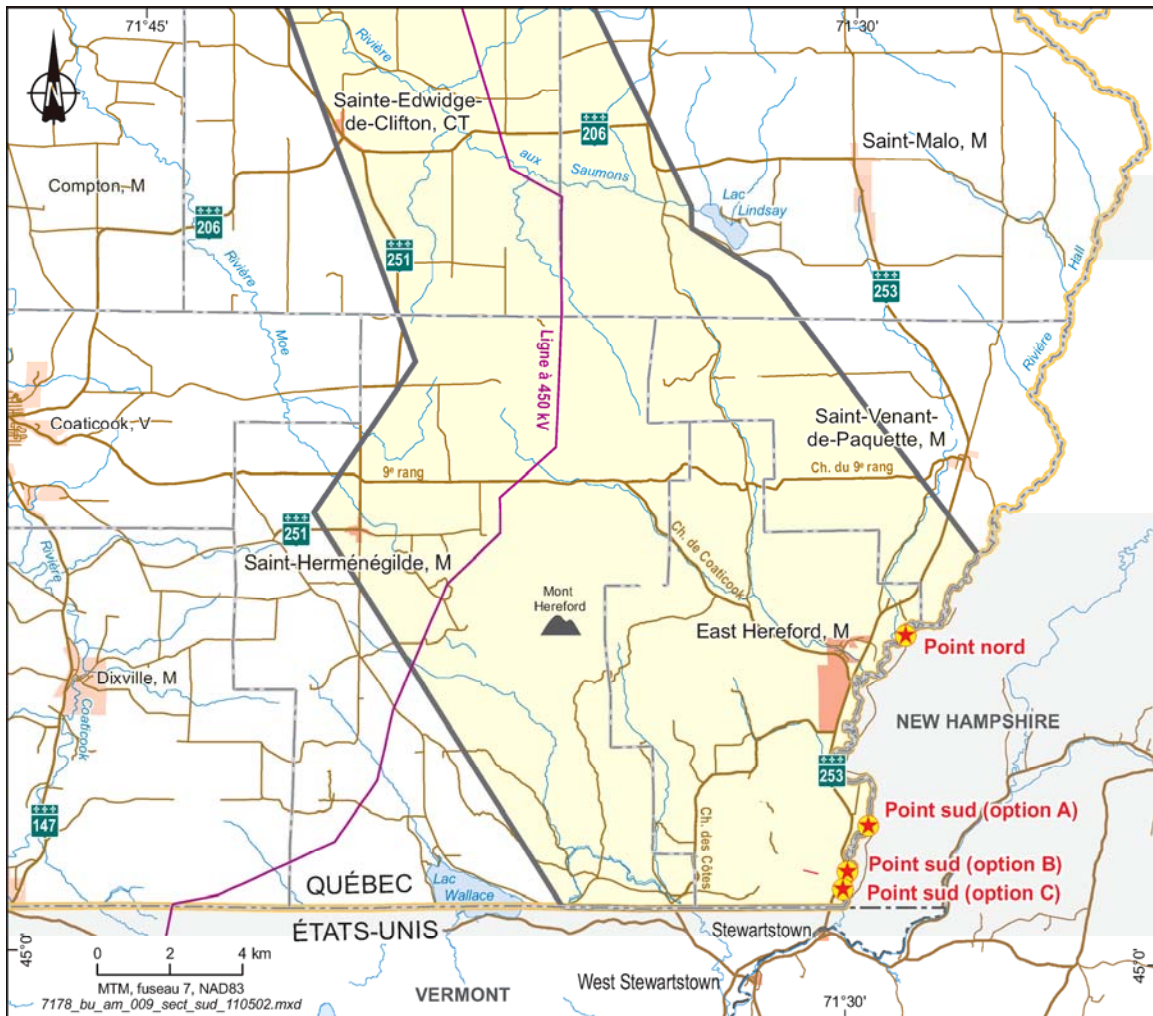 71°45'
71°30'
N
Rivière
Sainte-Edwidge-
de-Clifton, CT
206
Saint-Malo, M
aux
Saumons
Compton, M
Lac
Lindsay
206
251
Rivière
Hall
253
Rivière
Moe
Ligne à 450 kV
Coaticook, V
Saint-Venant-
de-Paquette, M
9e rang
Ch. du 9e rang
251
Saint-Herménégilde, M
Ch. de Coaticook
Rivière
Mont
Hereford
East Hereford, M
Point nord
Dixville, M
Coaticook
NEW HAMPSHIRE
253
147
Point sud (option A)
Ch. des Côtes
Point sud (option B)
QUÉBEC
Lac
Wallace
Point sud (option C)
ÉTATS-UNIS
Stewartstown
45°0'
45°0'
0 2 4 km
West Stewartstown
MTM, fuseau 7, NAD83
VERMONT
7178_bu_am_009_sect_sud_110502.mxd
71°30'